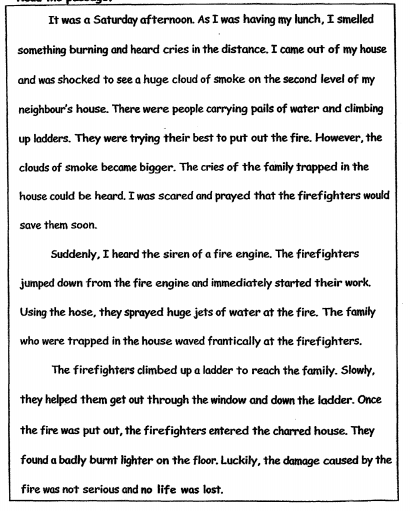 Read the passage.
It was a Saturday afternoon. As I was having my lunch, I smelled
something burning and heard cries in the distance. I came out of my house
and was shocked to see a huge cloud of smoke on the second level of my
neighbour's house. There were people carrying pails of water and climbing
up ladders. They were trying their best to put out the fire. However, the
clouds of smoke became bigger. The cries of the family trapped in the
house could be heard. I was scared and prayed that the firefighters would
save them soon.
Suddenly, I heard the siren of a fire engine. The firefighters
jumped down from the fire engine and immediately started their work.
Using the hose, they sprayed huge jets of water at the fire. The family
who were trapped in the house waved frantically at the firefighters.
The firefighters climbed up a ladder to reach the family. Slowly,
they helped them get out through the window and down the ladder. Once
the fire was put out, the firefighters entered the charred house. They
found a badly burnt lighter on the floor. Luckily, the damage caused by the
fire was not serious and no life was lost.